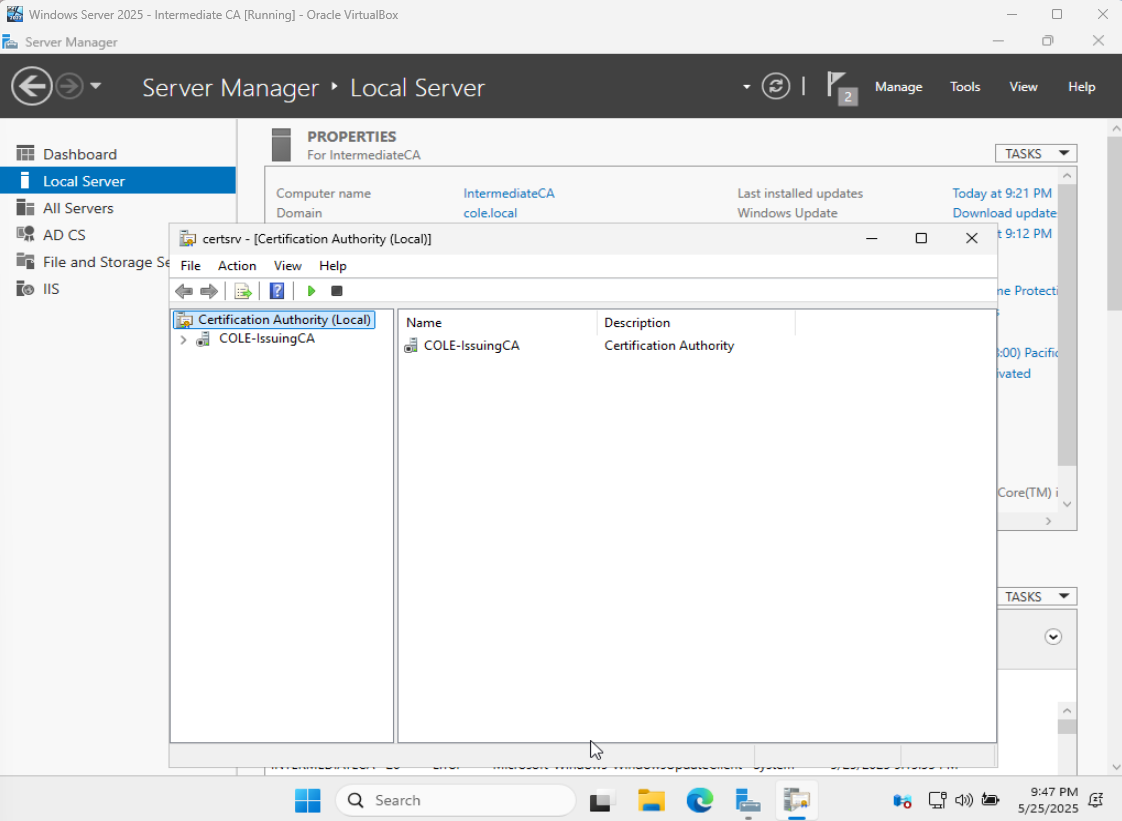 Windows Server 2025 - Intermediate CA [Running] - Oracle VirtualBox
Server Manager
Server Manager ‣ Local Server
2
Manage Tools View Help
Dashboard
Local Server
All Servers
AD CS
File and Storage Se
IIS
PROPERTIES
For IntermediateCA
TASKS
Computer name IntermediateCA Last installed updates Today at 9:21 PM
Domain cole.local Windows Update Download update
t 9:12 PM
me Protecti
:00) Pacific
ivated
Core(TM) i
TASKS
certsrv - [Certification Authority (Local)]
File Action View Help
Certification Authority (Local)
COLE-IssuingCA
Name Description
COLE-IssuingCA Certification Authority
Search
9:47 PM
5/25/2025